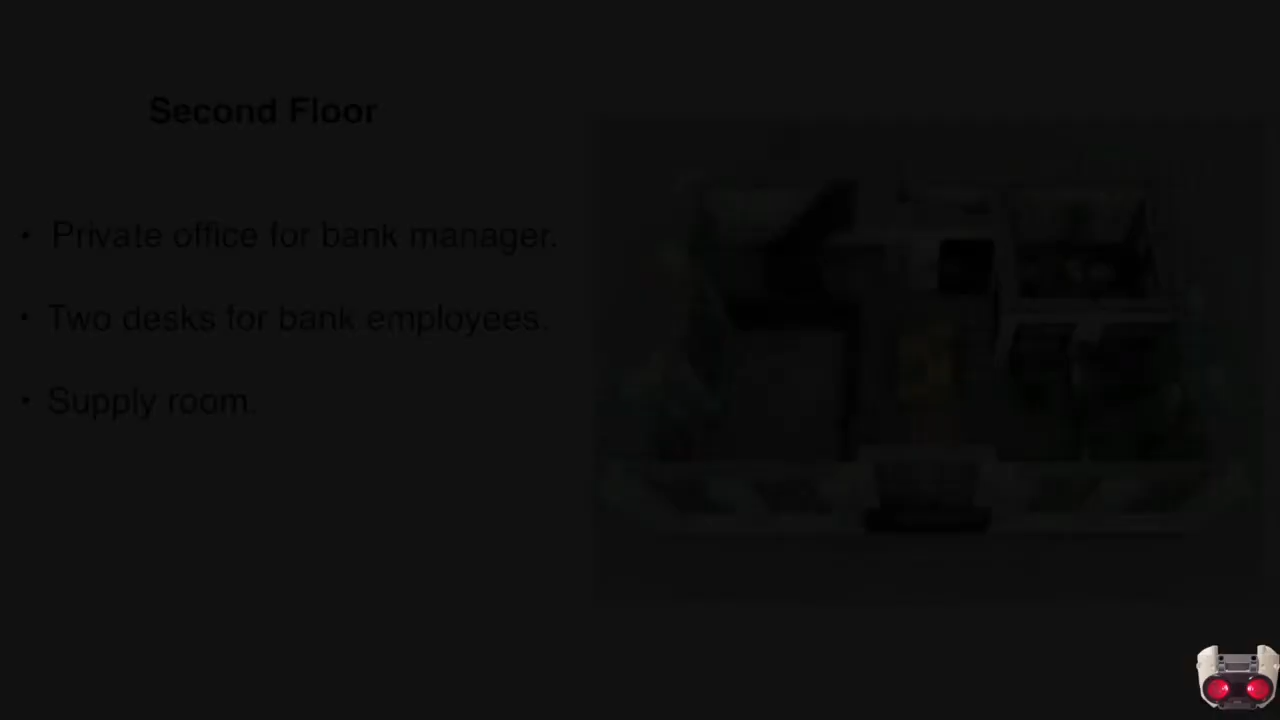 Second Floor
• Private office for bank manager.
• Two desks for bank employees.
• Supply room.